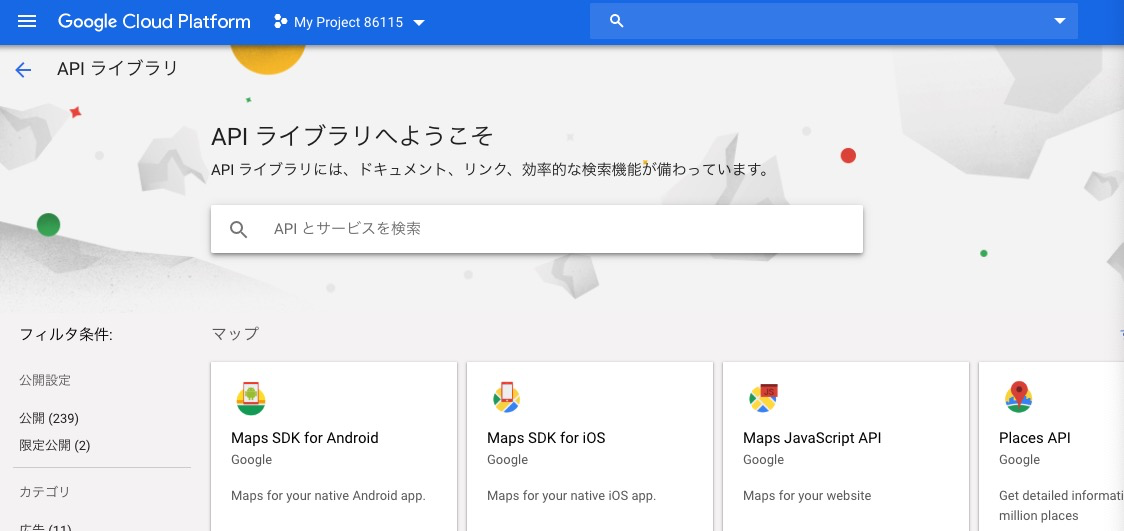 Google Cloud Platform
My Project 86115
API ライブラリ
API ライブラリへようこそ
API ライブラリには、ドキュメント、リンク、効率的な検索機能が備わっています。
API とサービスを検索
フィルタ条件:
公開設定
公開 (239)
限定公開 (2)
カテゴリ
広告 (11)
マップ
Maps SDK for Android
Google
Maps for your native Android app.
Maps SDK for iOS
Google
Maps for your native iOS app.
JS
Maps JavaScript API
Google
Maps for your website
Places API
Google
Get detailed informati
million places